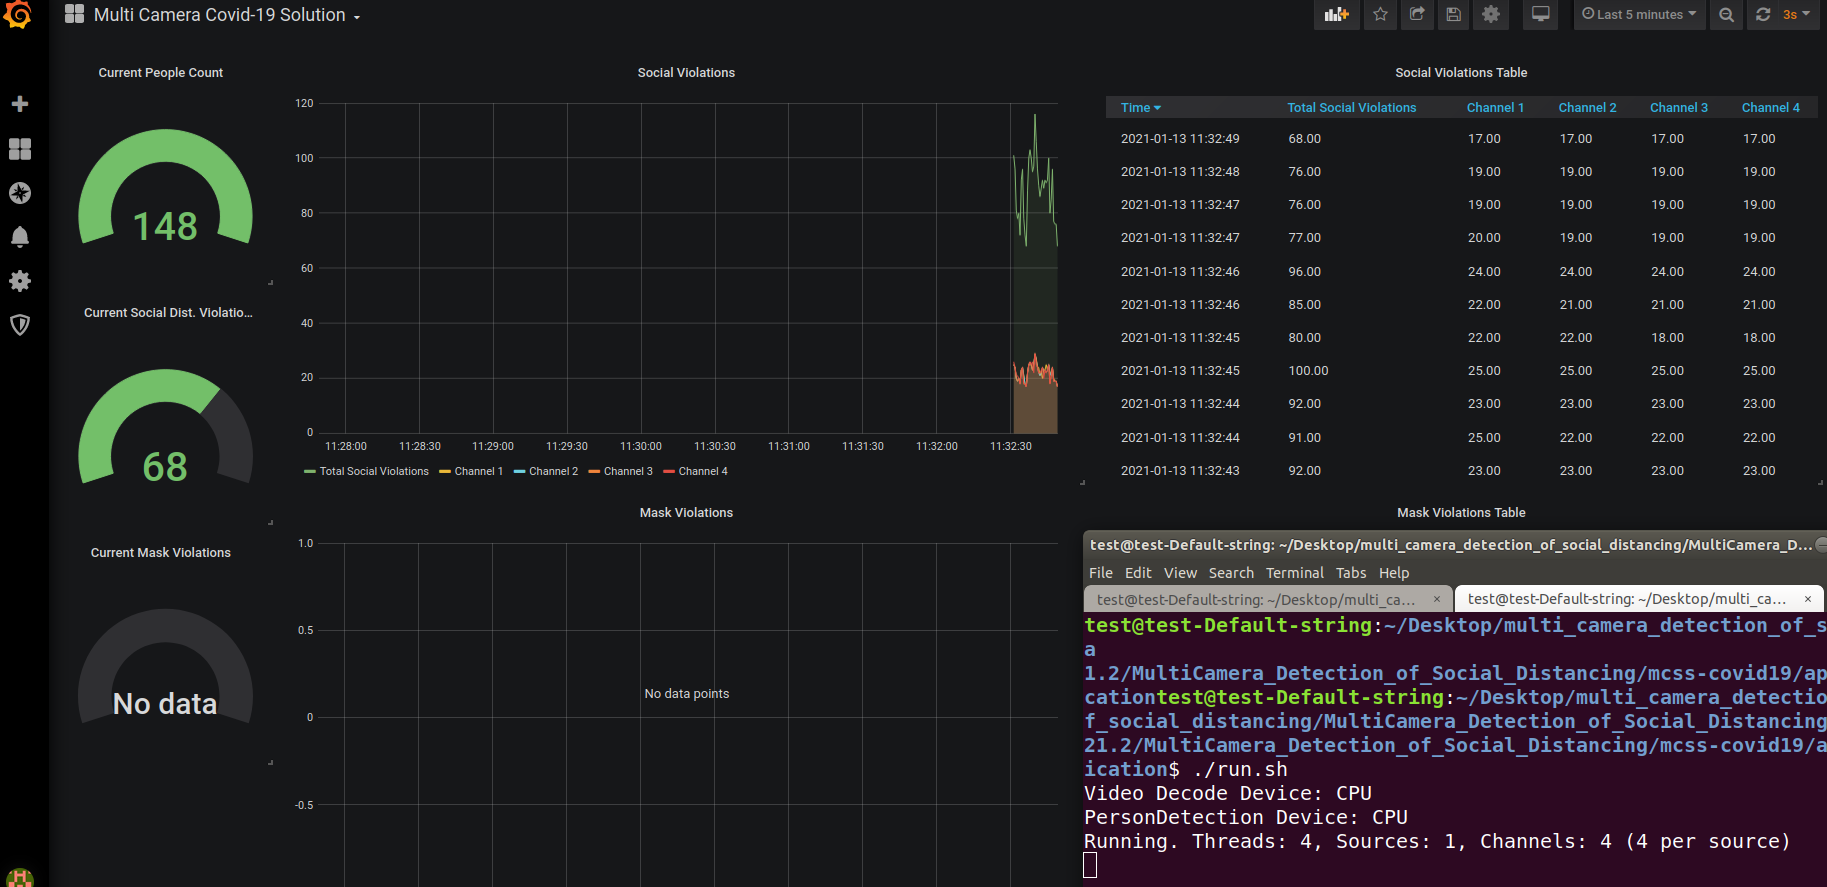 Multi Camera Covid-19 Solution
Last 5 minutes
3s
Current People Count
148
Current Social Dist. Violatio...
68
Current Mask Violations
No data
Social Violations
120
100
80
60
40
20
0
11:28:00 11:28:30 11:29:00 11:29:30 11:30:00 11:30:30 11:31:00 11:31:30 11:32:00 11:32:30
Total Social Violations Channel 1 Channel 2 Channel 3 Channel 4
Mask Violations
1.0
0.5
0
-0.5
No data points
Social Violations Table
Time Total Social Violations Channel 1 Channel 2 Channel 3 Channel 4
2021-01-13 11:32:49 68.00 17.00 17.00 17.00 17.00
2021-01-13 11:32:48 76.00 19.00 19.00 19.00 19.00
2021-01-13 11:32:47 76.00 19.00 19.00 19.00 19.00
2021-01-13 11:32:47 77.00 20.00 19.00 19.00 19.00
2021-01-13 11:32:46 96.00 24.00 24.00 24.00 24.00
2021-01-13 11:32:46 85.00 22.00 21.00 21.00 21.00
2021-01-13 11:32:45 80.00 22.00 22.00 18.00 18.00
2021-01-13 11:32:45 100.00 25.00 25.00 25.00 25.00
2021-01-13 11:32:44 92.00 23.00 23.00 23.00 23.00
2021-01-13 11:32:44 91.00 25.00 22.00 22.00 22.00
2021-01-13 11:32:43 92.00 23.00 23.00 23.00 23.00
Mask Violations Table
test@test-Default-string: ~/Desktop/multi_camera_detection_of_social_distancing/MultiCamera_D...
File Edit View Search Terminal Tabs Help
test@test-Default-string: ~/Desktop/multi_ca... × test@test-Default-string: ~/Desktop/multi_ca... ×
test@test-Default-string:~/Desktop/multi_camera_detection_of_s
a
1.2/MultiCamera_Detection_of_Social_Distancing/mcss-covid19/ap
cationtest@test-Default-string:~/Desktop/multi_camera_detectio
f_social_distancing/MultiCamera_Detection_of_Social_Distancing
21.2/MultiCamera_Detection_of_Social_Distancing/mcss-covid19/a
ication$ ./run.sh
Video Decode Device: CPU
PersonDetection Device: CPU
Running. Threads: 4, Sources: 1, Channels: 4 (4 per source)